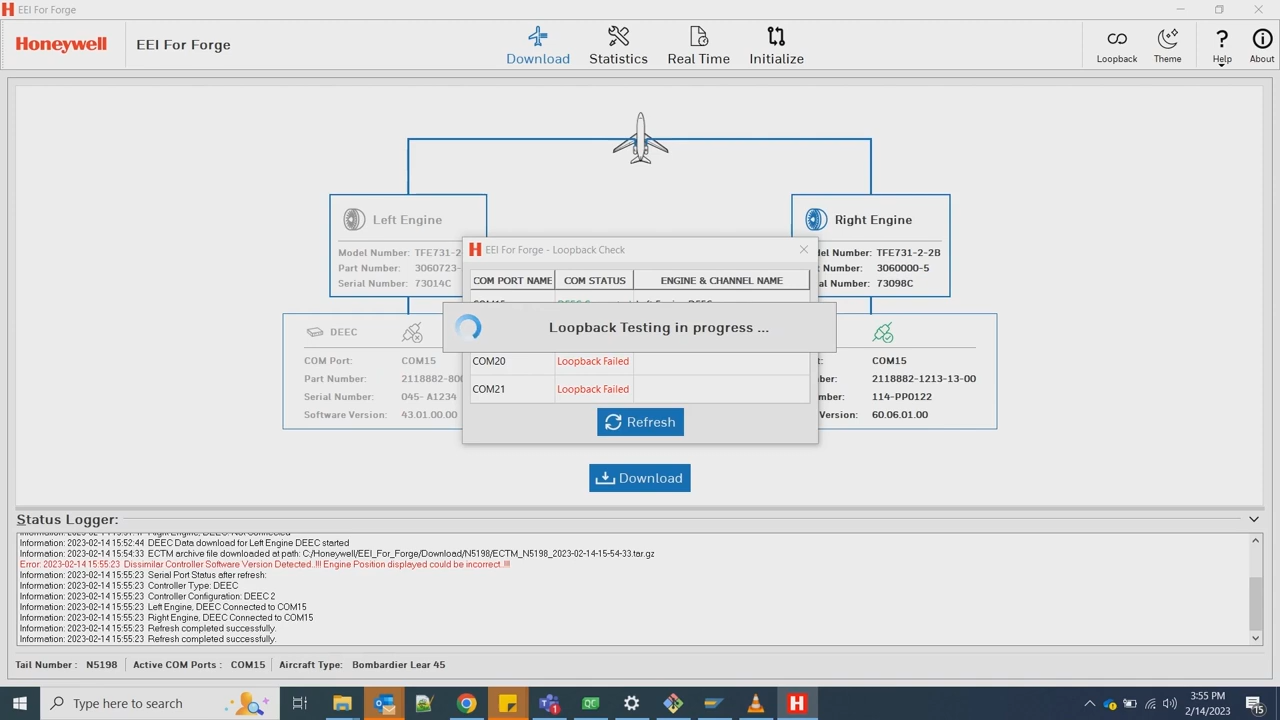 EEI For Forge
Honeywell
EEI For Forge
Download
Statistics
Real Time
Initialize
Loopback
Theme
Help
About
Left Engine
Model Number: TFE731-2
Part Number: 3060723-
Serial Number: 73014C
Right Engine
odel Number: TFE731-2-2B
Number: 3060000-5
al Number: 73098C
EEI For Forge - Loopback Check
COM PORT NAME COM STATUS ENGINE & CHANNEL NAME
Loopback Testing in progress ...
COM20 Loopback Failed
COM21 Loopback Failed
Refresh
DEEC
COM Port: COM15
Part Number: 2118882-80
Serial Number: 045- A1234
Software Version: 43.01.00.00
t: COM15
ber: 2118882-1213-13-00
mber: 114-PP0122
Version: 60.06.01.00
Download
Status Logger:
Information: 2023-02-14 15:52:44 DEEC Data download for Left Engine DEEC started
Information: 2023-02-14 15:54:33 ECTM archive file downloaded at path: C:/Honeywell/EEI_For_Forge/Download/N5198/ECTM_N5198_2023-02-14-15-54-33.tar.gz
Error: 2023-02-14 15:55:23 Dissimilar Controller Software Version Detected..!!! Engine Position displayed could be incorrect..!!!
Information: 2023-02-14 15:55:23 Serial Port Status after refresh:
Information: 2023-02-14 15:55:23 Controller Type: DEEC
Information: 2023-02-14 15:55:23 Controller Configuration: DEEC 2
Information: 2023-02-14 15:55:23 Left Engine, DEEC Connected to COM15
Information: 2023-02-14 15:55:23 Right Engine, DEEC Connected to COM15
Information: 2023-02-14 15:55:23 Refresh completed successfully.
Information: 2023-02-14 15:55:23 Refresh completed successfully.
Tail Number : N5198 Active COM Ports : COM15 Aircraft Type: Bombardier Lear 45
Type here to search
3:55 PM
2/14/2023
15